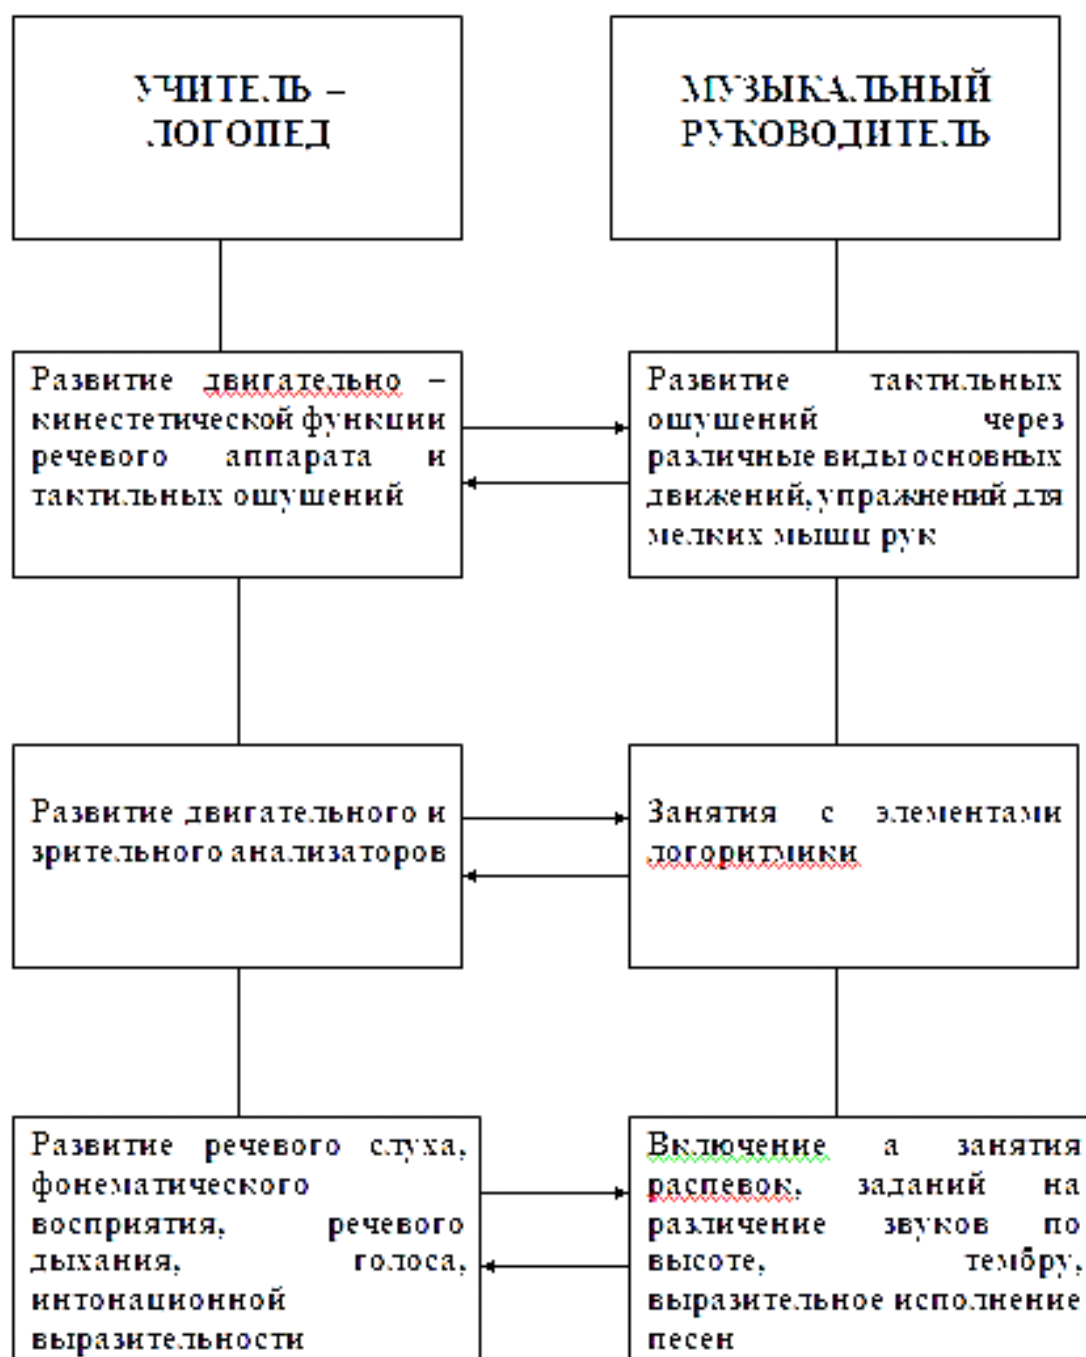 УЧИТЕЛЬ –
ЛОГОПЕД
МУЗЫКАЛЬНЫЙ
РУКОВОДИТЕЛЬ
Развитие двигательно –
кинестетической функции
речевого аппарата и
тактильных ощущений
Развитие тактильных
ощущений через
различные виды основных
движений, упражнений для
мелких мышц рук
Развитие двигательного и
зрительного анализаторов
Занятия с элементами
логоритмики
Развитие речевого слуха,
фонематического
восприятия, речевого
дыхания, голоса,
интонационной
выразительности
Включение а занятия
распевок, заданий на
различение звуков по
высоте, тембру,
выразительное исполнение
песен